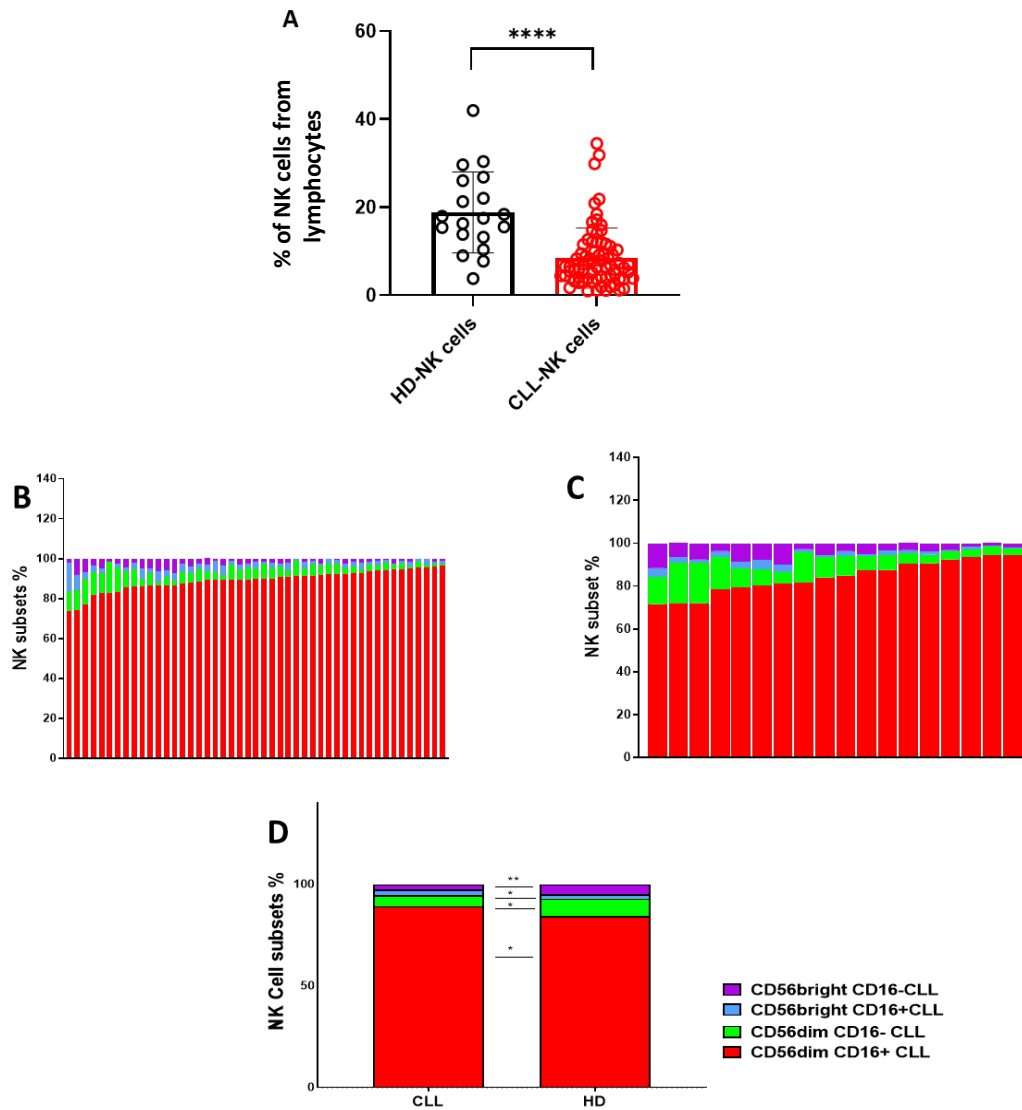 A
60
40
20
0
% of NK cells from
lymphocytes
****
HD-NK cells
CLL-NK cells
B
140
120
100
80
60
40
20
0
NK subsets %
C
140
120
100
80
60
40
20
0
NK subset %
D
100
50
0
NK Cell subsets %
**
*
*
*
CLL
HD
CD56bright CD16-CLL
CD56bright CD16+CLL
CD56dim CD16- CLL
CD56dim CD16+ CLL